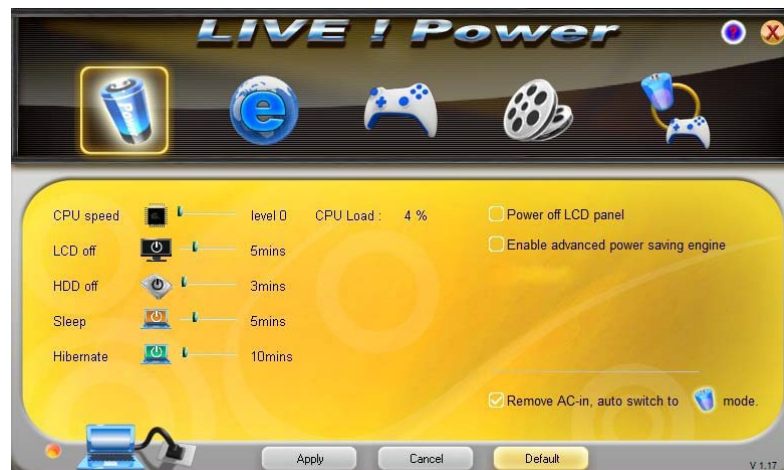 LIVE ! Power
Power
e
CPU speed level 0 CPU Load : 4 %
LCD off 5mins
HDD off 3mins
Sleep 5mins
Hibernate 10mins
Power off LCD panel
Enable advanced power saving engine
Remove AC-in, auto switch to mode.
Apply Cancel Default
V 1.17